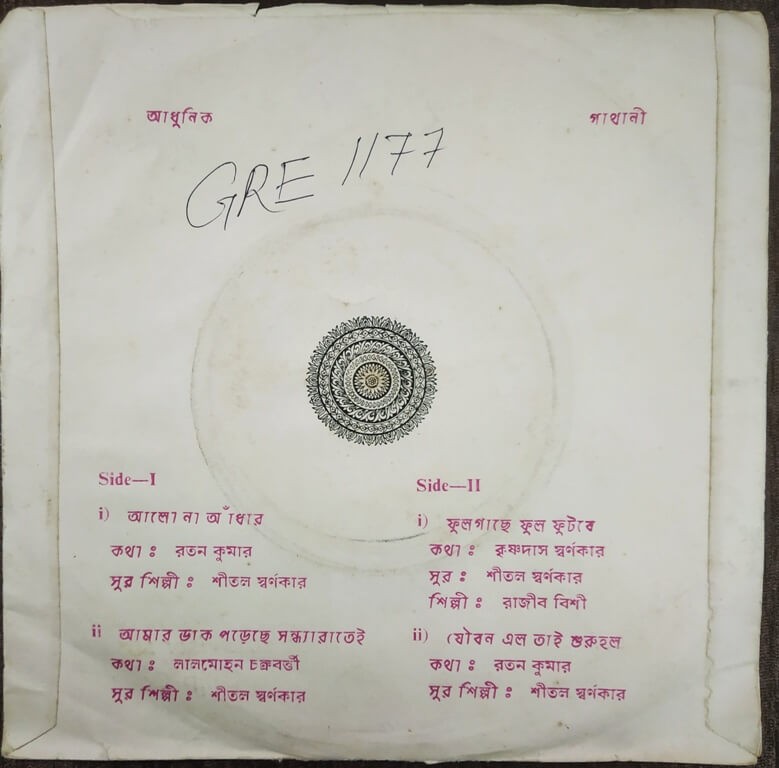 আধুনিক
গাথানী
GRE 1177
Side—I
i) আলো না আঁধার
কথা : রতন কুমার
সুর শিল্পী : শীতল স্বর্ণকার
ii আমার ডাক পড়েছে সন্ধ্যারাতেই
কথা : লালমোহন চক্রবর্ত্তী
সুর শিল্পী : শীতল স্বর্ণকার
Side—II
i) ফুলগাছে ফুল ফুটবে
কথা : কৃষ্ণদাস স্বর্ণকার
সুর : শীতল স্বর্ণকার
শিল্পী : রাজীব বিশী
ii) যৌবন এল তাই শুরুহল
কথা : রতন কুমার
সুর শিল্পী : শীতল স্বর্ণকার